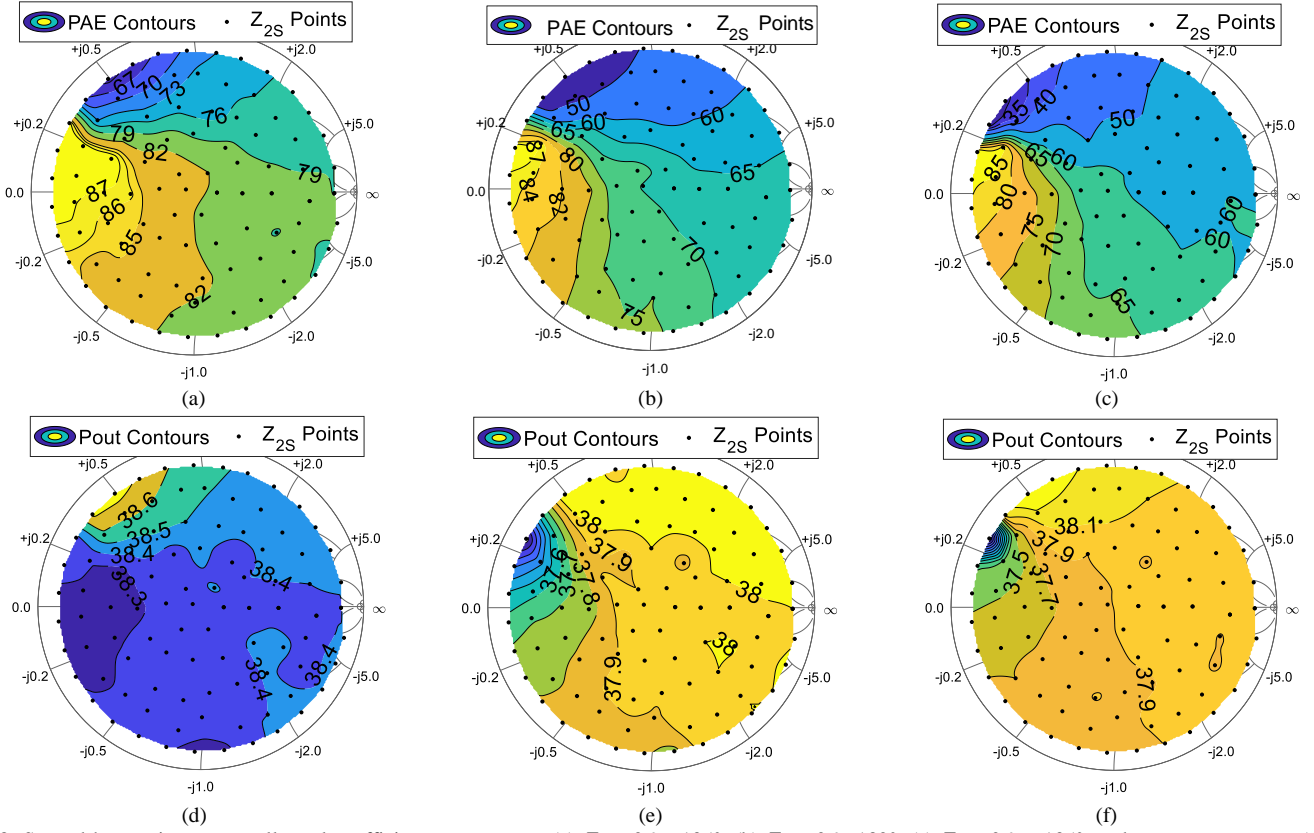 PAE Contours • Z2S Points
+j0.5 +j2.0
67 70 73
76
+j0.2 +j5.0
79
82
79
0.0 ∞
87
86
85
-j0.2 -j5.0
82
-j0.5 -j2.0
-j1.0
(a)
PAE Contours • Z2S Points
+j0.5 +j2.0
50
60
+j0.2 65 60 +j5.0
87 80
65
0.0 84 82 ∞
70
-j0.2 -j5.0
75
-j0.5 -j2.0
-j1.0
(b)
PAE Contours • Z2S Points
+j0.5 +j2.0
35 40
50
+j0.2 +j5.0
65 60
85
80
0.0 ∞
75
70
60
60
-j0.2 -j5.0
65
-j0.5 -j2.0
-j1.0
(c)
Pout Contours • Z2S Points
+j0.5 +j2.0
38.6
38.5
+j0.2 38.4 +j5.0
38.3 38.4
0.0 ∞
38.4 38.4
-j0.2 -j5.0
-j0.5 -j2.0
-j1.0
(d)
Pout Contours • Z2S Points
+j0.5 +j2.0
38
+j0.2 37.9 +j5.0
37.8
38
0.0 ∞
38
37.9
-j0.2 -j5.0
-j0.5 -j2.0
-j1.0
(e)
Pout Contours • Z2S Points
+j0.5 +j2.0
38.1
+j0.2 37.9 +j5.0
37.5 37.7
0.0 ∞
37.9
-j0.2 -j5.0
-j0.5 -j2.0
-j1.0
(f)